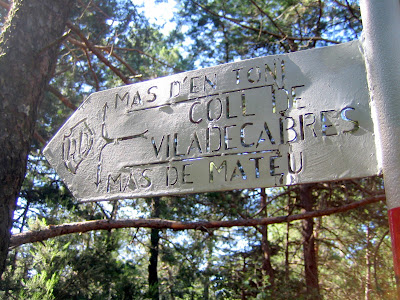 MAS D'EN TONI
COLL DE
VILADECABRES
MAS DE MATEU